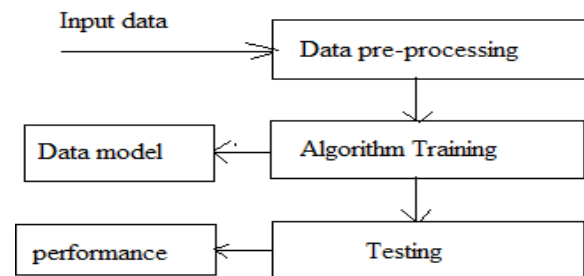 Input data
Data pre-processing
Data model
Algorithm Training
performance
Testing